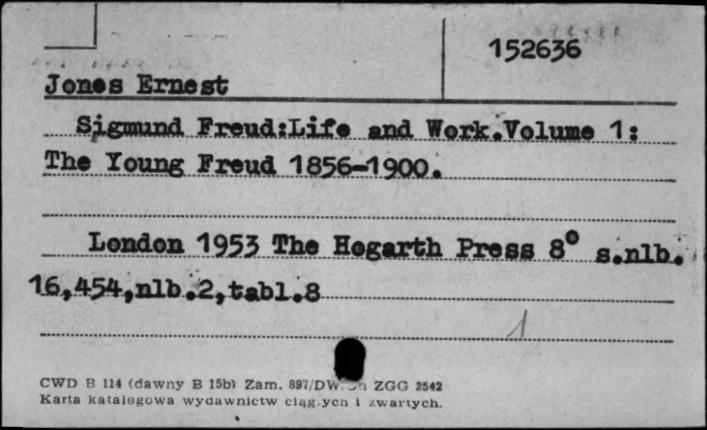 152636
Jones Ernest
Sigmund Freud:Life and Work.Volume 1:
The Young Freud 1856-1900.
London 1953 The Hogarth Press 8° s.nlb.
16,454,nlb.2,tabl.8
1
CWD B 114 (dawny B 15b) Zam. 897/DW. ZGG 2542
Karta katalogowa wydawnictw ciągłych i zwartych.